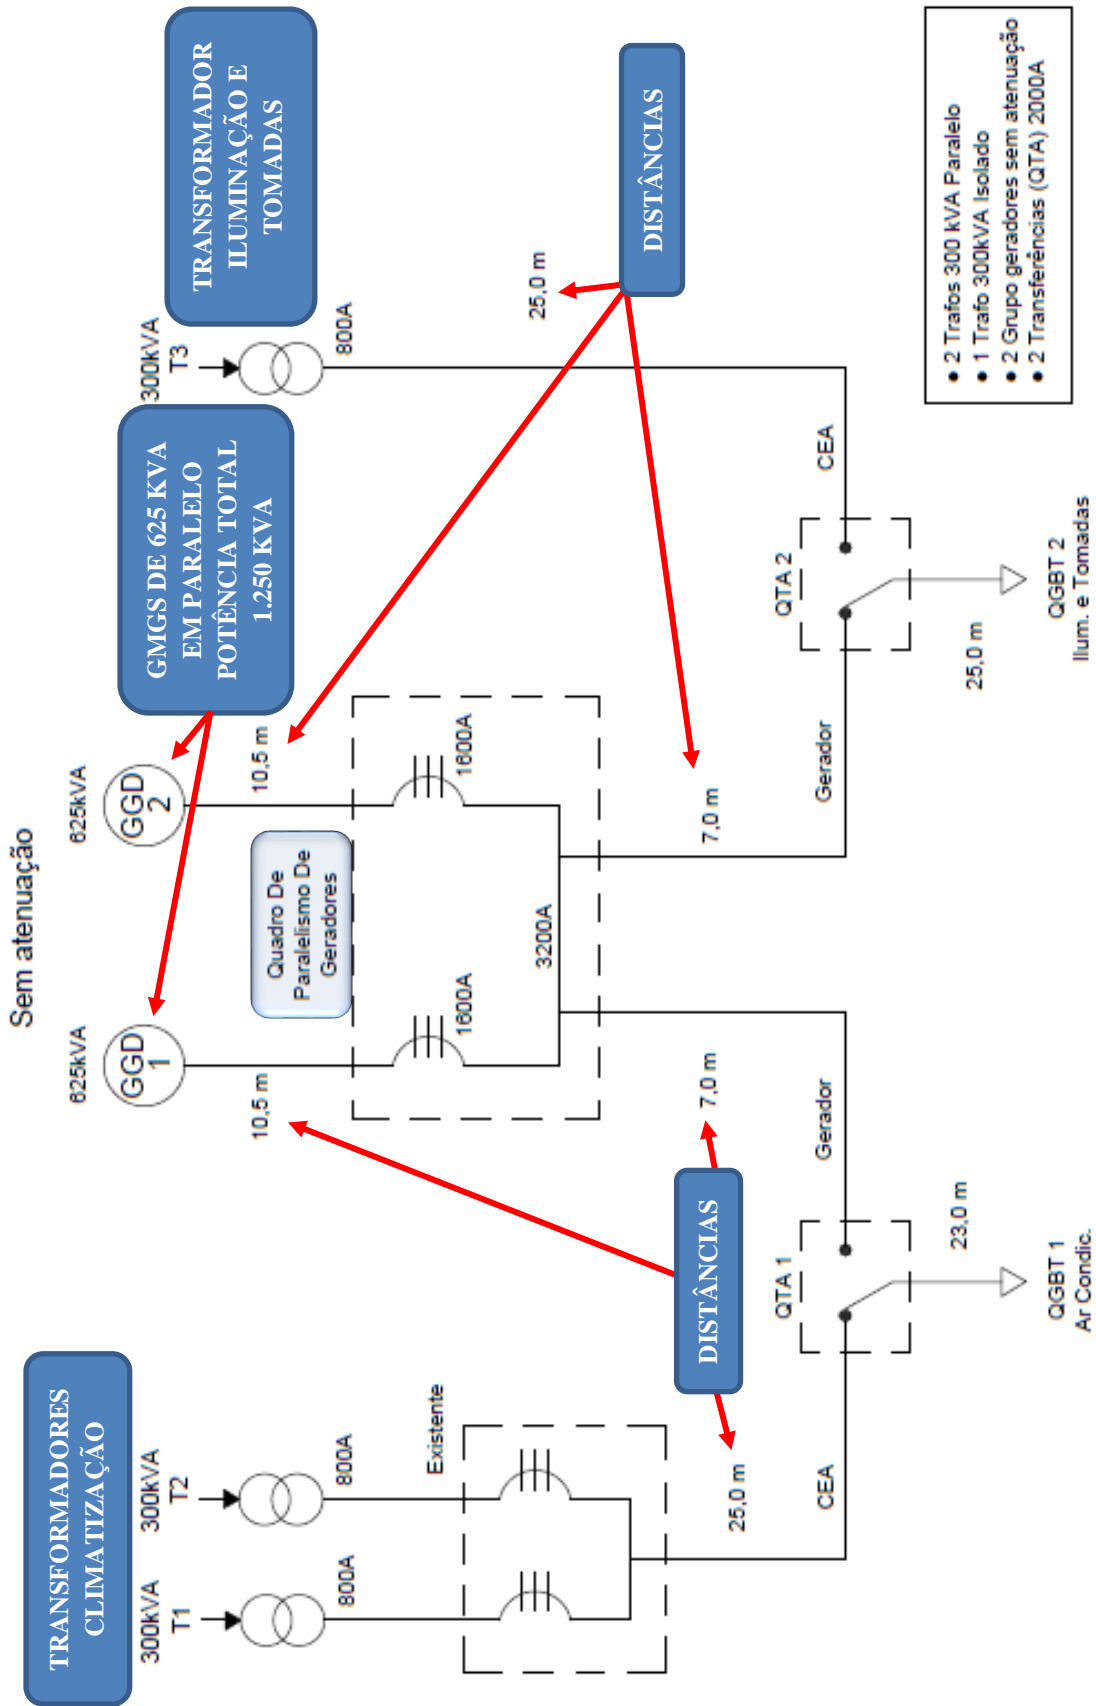 Sem atenuação
TRANSFORMADORES
CLIMATIZAÇÃO
300kVA
T1
800A
300kVA
T2
800A
Existente
25,0 m
CEA
DISTÂNCIAS
QTA 1
23,0 m
QGBT 1
Ar Condic.
7,0 m
Gerador
625kVA
GGD
1
10,5 m
1600A
Quadro De
Paralelismo De
Geradores
3200A
625kVA
GGD
2
10,5 m
1600A
GMGS DE 625 KVA
EM PARALELO
POTÊNCIA TOTAL
1.250 KVA
7,0 m
Gerador
QTA 2
25,0 m
QGBT 2
Ilum. e Tomadas
CEA
300kVA
T3
800A
TRANSFORMADOR
ILUMINAÇÃO E
TOMADAS
25,0 m
DISTÂNCIAS
● 2 Trafos 300 kVA Paralelo
● 1 Trafo 300kVA Isolado
● 2 Grupo geradores sem atenuação
● 2 Transferências (QTA) 2000A